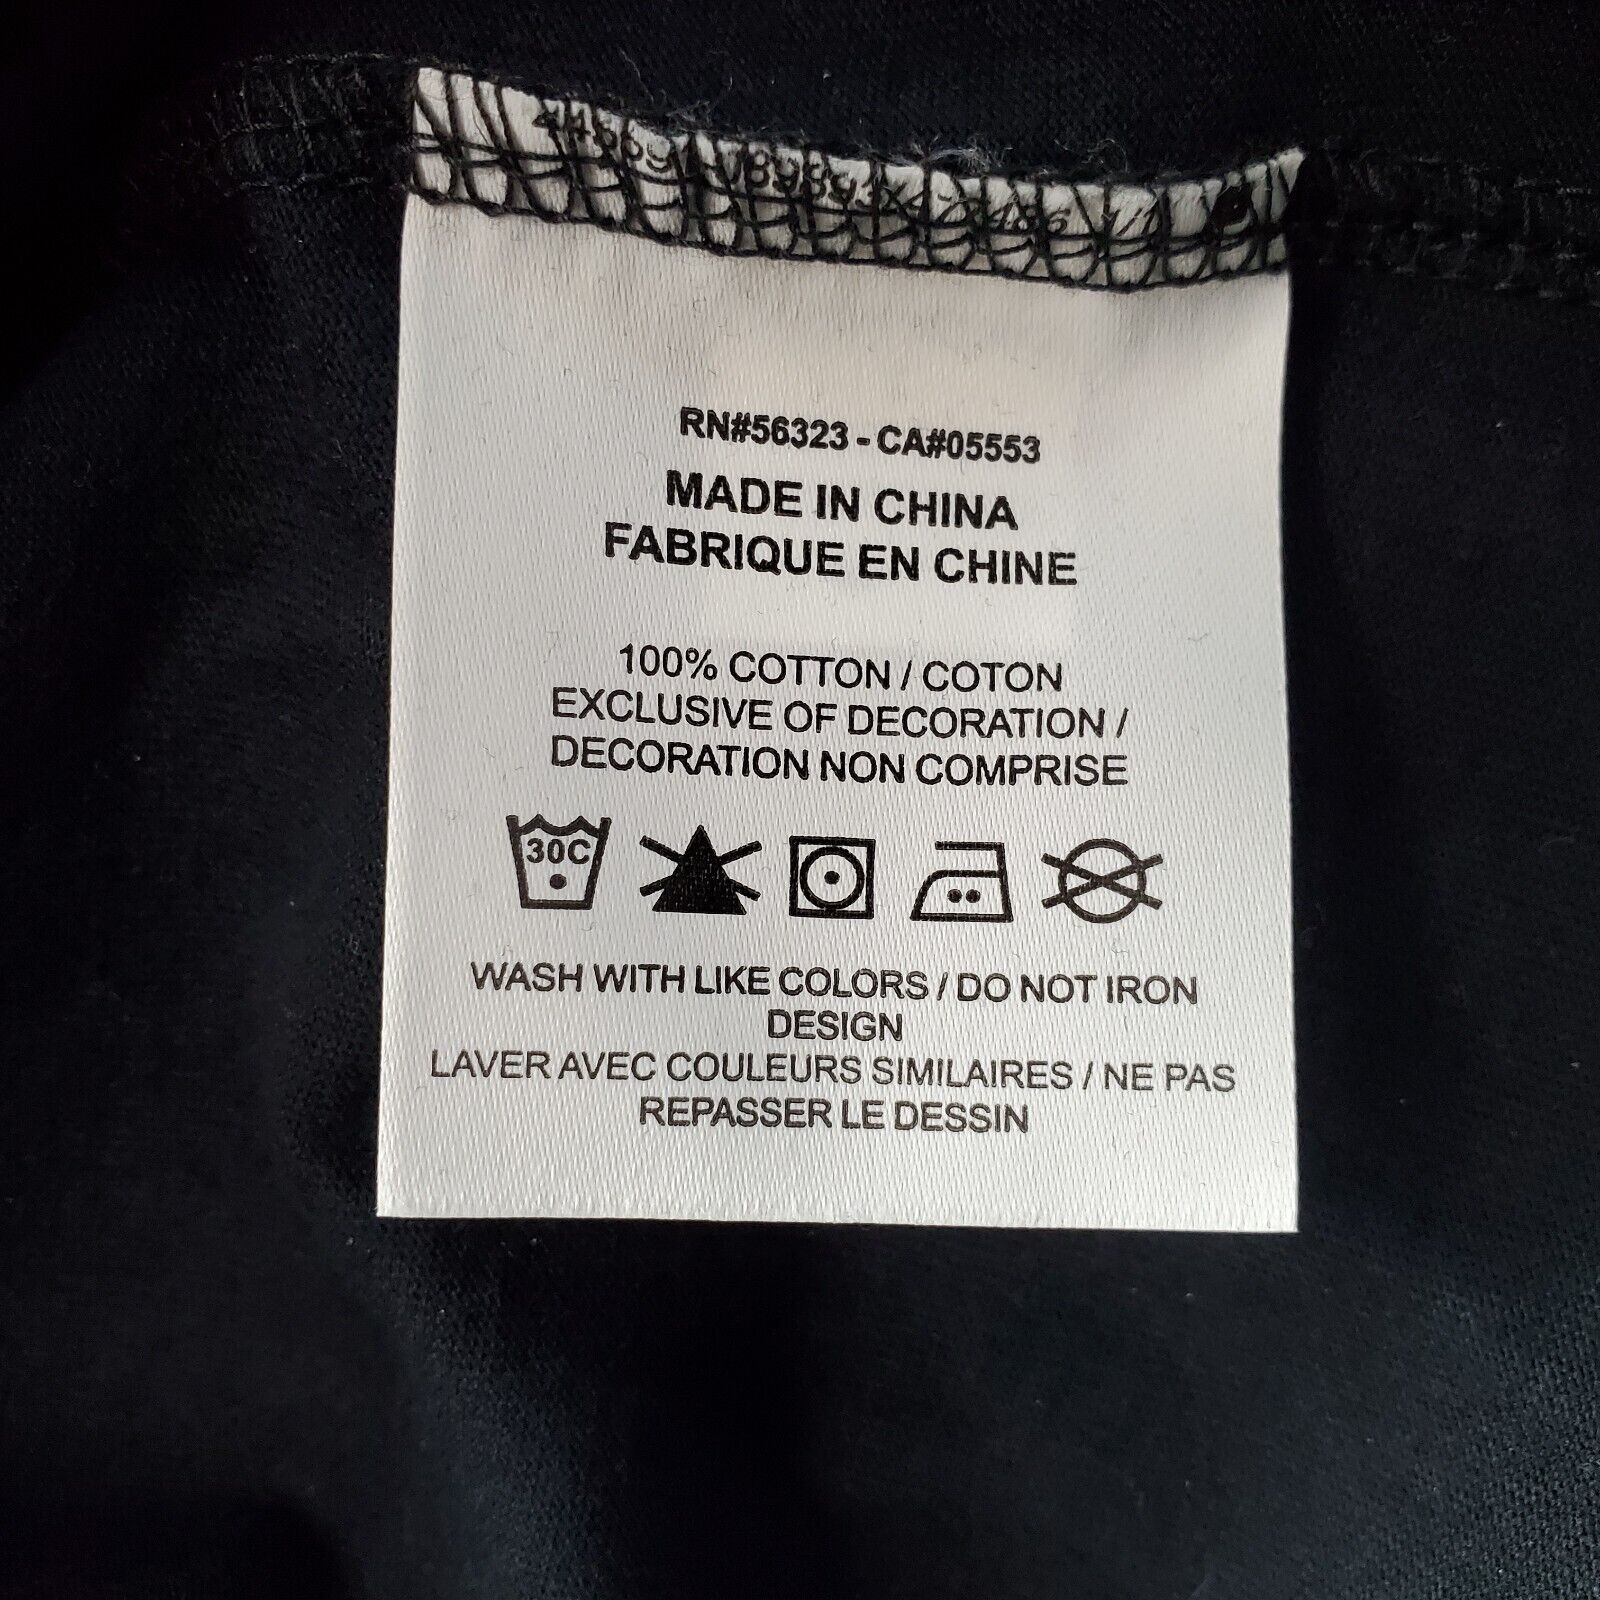 RN#56323 - CA#05553
MADE IN CHINA
FABRIQUE EN CHINE
100% COTTON / COTON
EXCLUSIVE OF DECORATION /
DECORATION NON COMPRISE
30C
WASH WITH LIKE COLORS / DO NOT IRON
DESIGN
LAVER AVEC COULEURS SIMILAIRES / NE PAS
REPASSER LE DESSIN